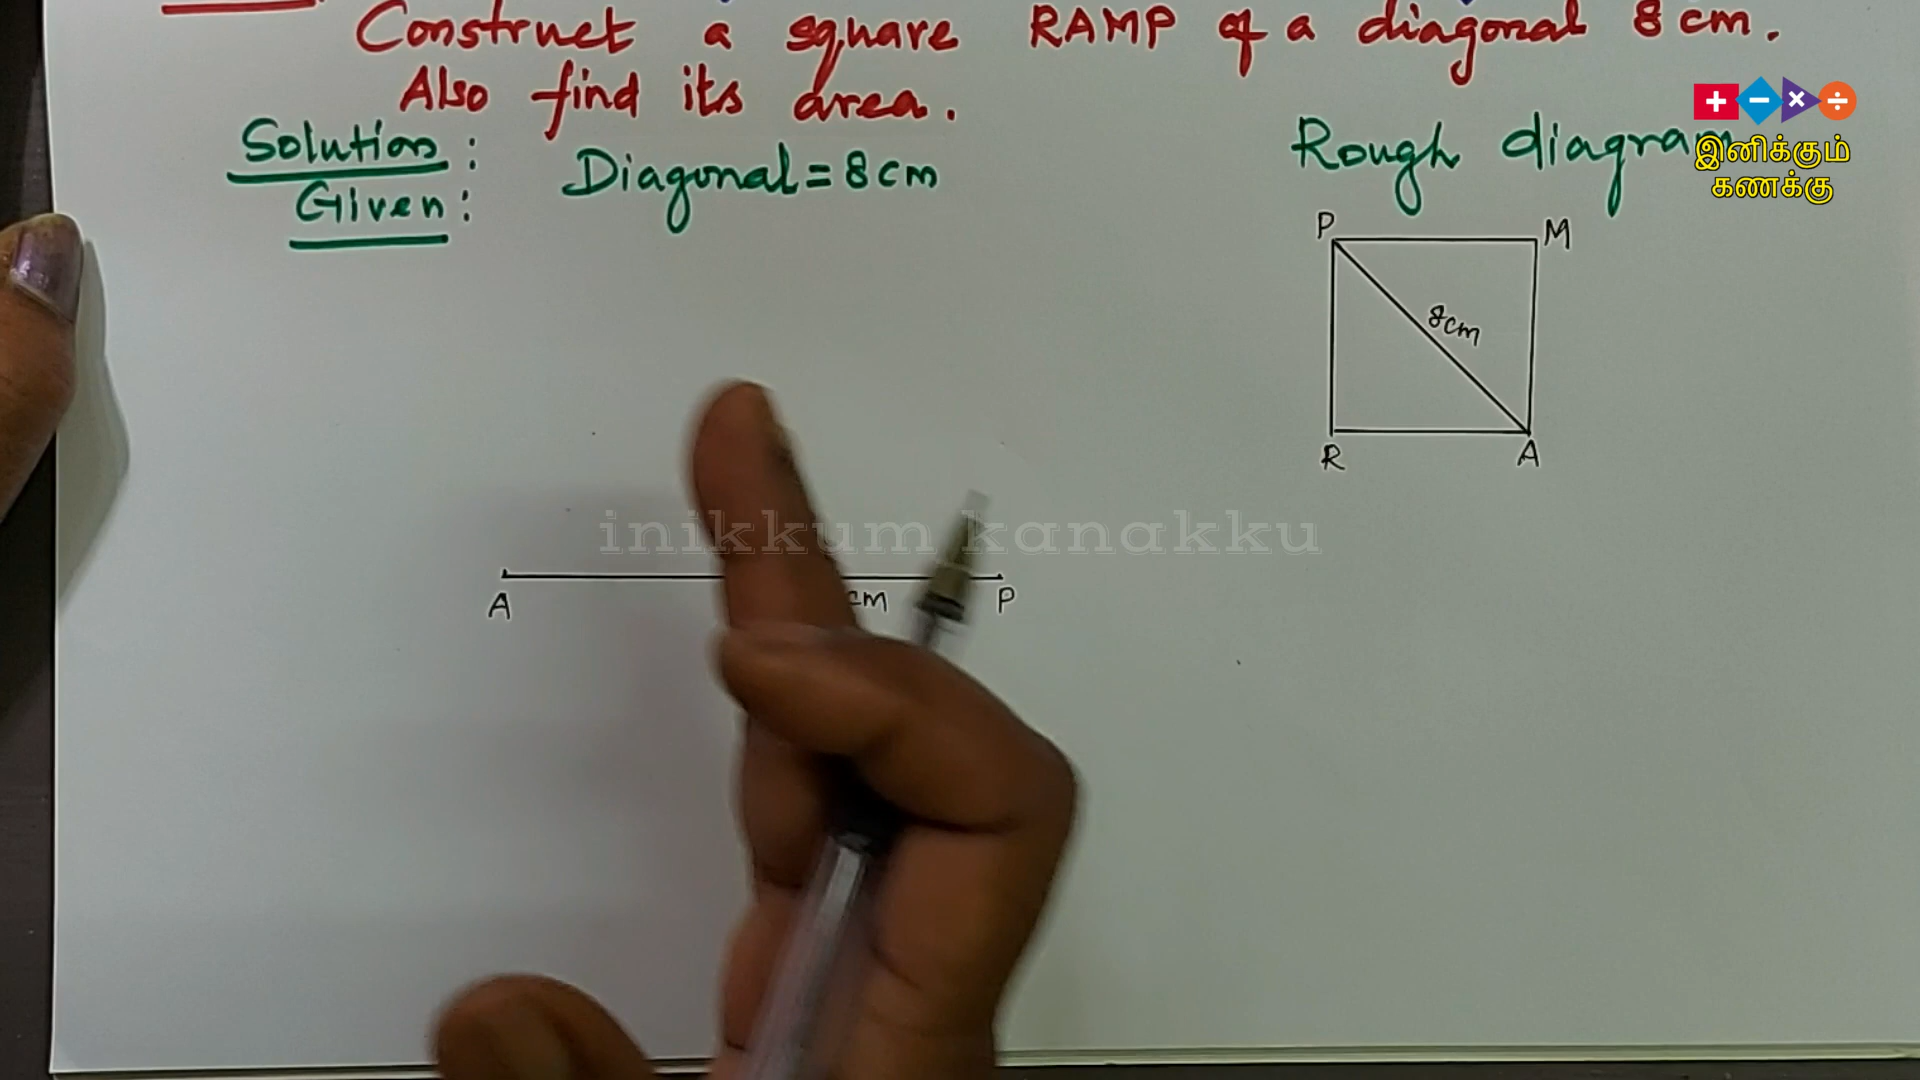 Construct a square RAMP of a diagonal 8 cm.
Also find its area.
Solution:
Given: Diagonal = 8 cm
Rough diagram
+ − × ÷
இனிக்கும்
கணக்கு
P M
8cm
R A
inikkum kanakku
A cm P